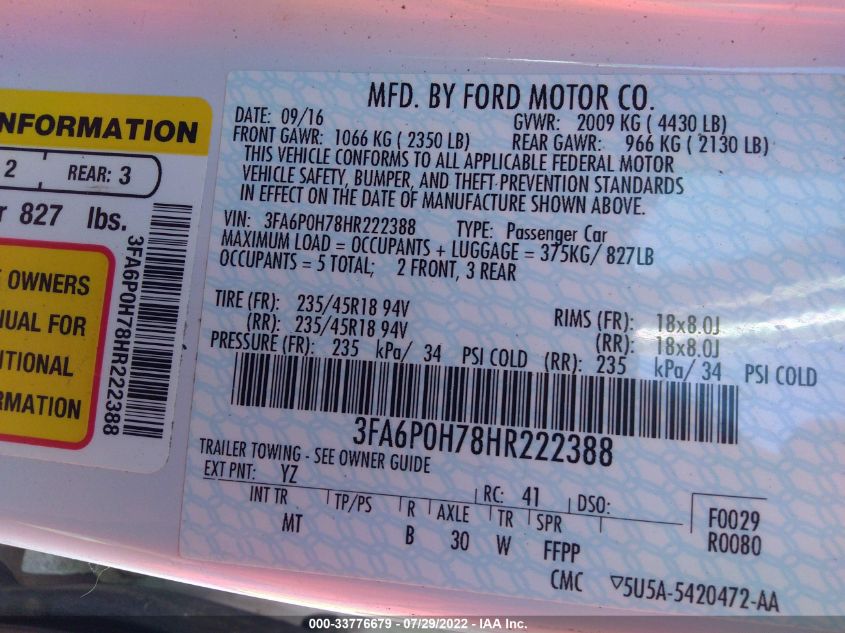 NFORMATION
2 REAR: 3
827 lbs.
OWNERS
FOR
3FA6P0H78HR222388
MFD. BY FORD MOTOR CO.
DATE: 09/16 GVWR: 2009 KG ( 4430 LB)
FRONT GAWR: 1066 KG ( 2350 LB) REAR GAWR: 966 KG ( 2130 LB)
THIS VEHICLE CONFORMS TO ALL APPLICABLE FEDERAL MOTOR
VEHICLE SAFETY, BUMPER, AND THEFT PREVENTION STANDARDS
IN EFFECT ON THE DATE OF MANUFACTURE SHOWN ABOVE.
VIN: 3FA6P0H78HR222388 TYPE: Passenger Car
MAXIMUM LOAD = OCCUPANTS + LUGGAGE = 375KG/ 827LB
OCCUPANTS = 5 TOTAL; 2 FRONT, 3 REAR
TIRE (FR): 235/45R18 94V RIMS (FR): 18x8.0J
(RR): 235/45R18 94V (RR): 18x8.0J
PRESSURE (FR): 235 kPa/ 34 PSI COLD (RR): 235 kPa/ 34 PSI COLD
3FA6P0H78HR222388
TRAILER TOWING - SEE OWNER GUIDE
EXT PNT: YZ RC: 41 DSO:
INT TR TP/PS R AXLE TR SPR F0029
MT B 30 W FFPP R0080
CMC ▽5U5A-5420472-AA
000-33776679 - 07/29/2022 - IAA Inc.